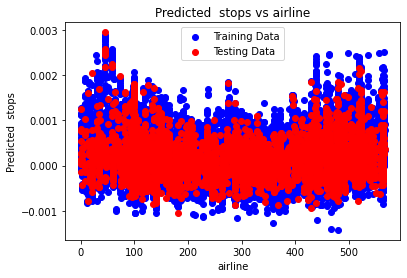 Predicted  stops vs airline
Training Data
Testing Data
Predicted  stops
0.003
0.002
0.001
0.000
−0.001
0
100
200
300
400
500
airline